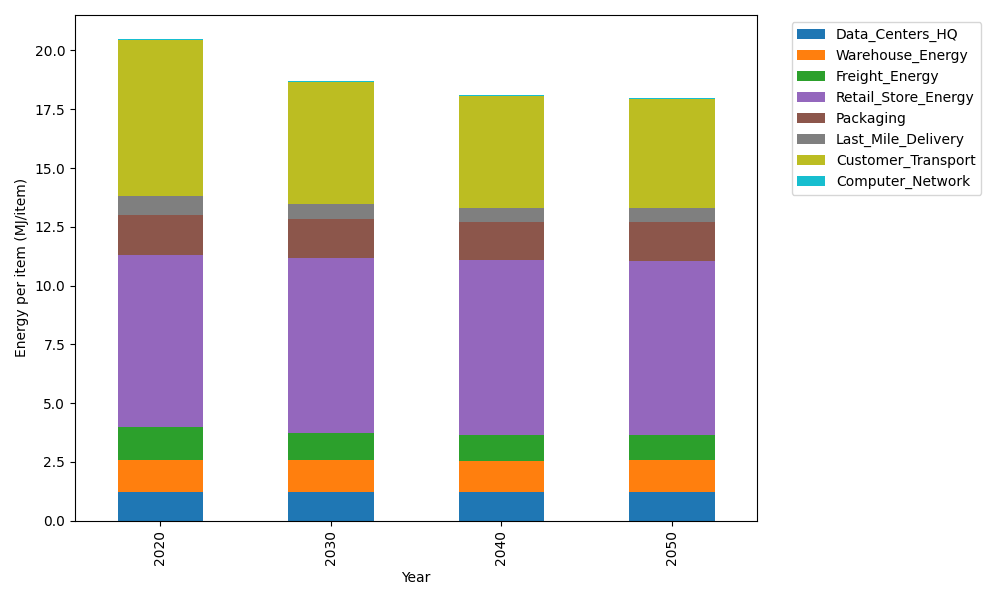 20.0
17.5
15.0
12.5
10.0
7.5
5.0
2.5
0.0
Energy per item (MJ/item)
2020
2030
2040
2050
Year
Data_Centers_HQ
Warehouse_Energy
Freight_Energy
Retail_Store_Energy
Packaging
Last_Mile_Delivery
Customer_Transport
Computer_Network